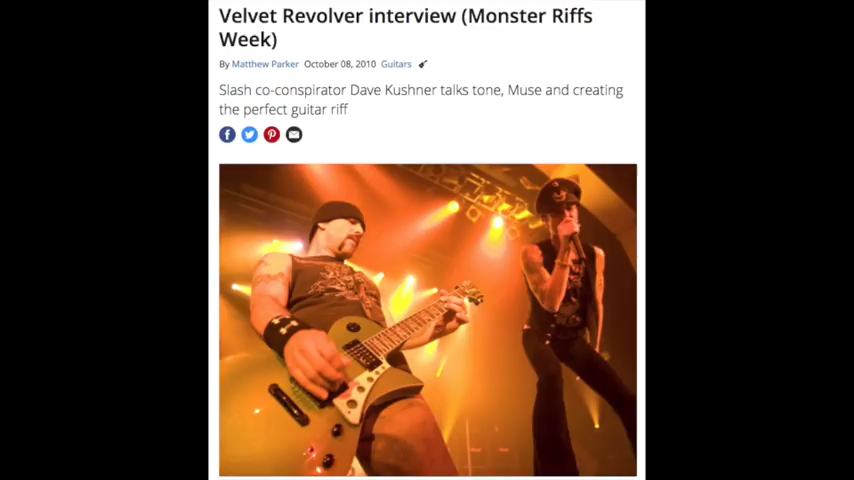 Velvet Revolver interview (Monster Riffs
Week)
By Matthew Parker October 08, 2010 Guitars
Slash co-conspirator Dave Kushner talks tone, Muse and creating
the perfect guitar riff